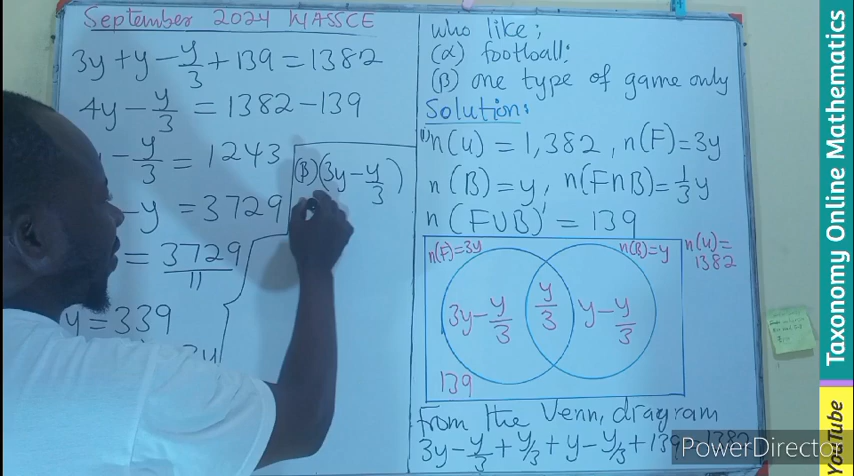 September 2024 WASSCE
3y + y − y/3 + 139 = 1382
4y − y/3 = 1382 − 139
− y/3 = 1243
− y = 3729
= 3729/11
y = 339
(β) (3y − y/3)
who like;
(α) football;
(β) one type of game only
Solution:
n(U) = 1,382, n(F) = 3y
n(B) = y, n(F∩B) = 1/3 y
n(F∪B)' = 139
n(F)=3y
n(B)=y
n(U)=
1382
3y − y/3
y/3
y − y/3
139
From the Venn, diagram
3y − y/3 + y/3 + y − y/3 + 139 = 1382
PowerDirector
Taxonomy Online Mathematics
YouTube